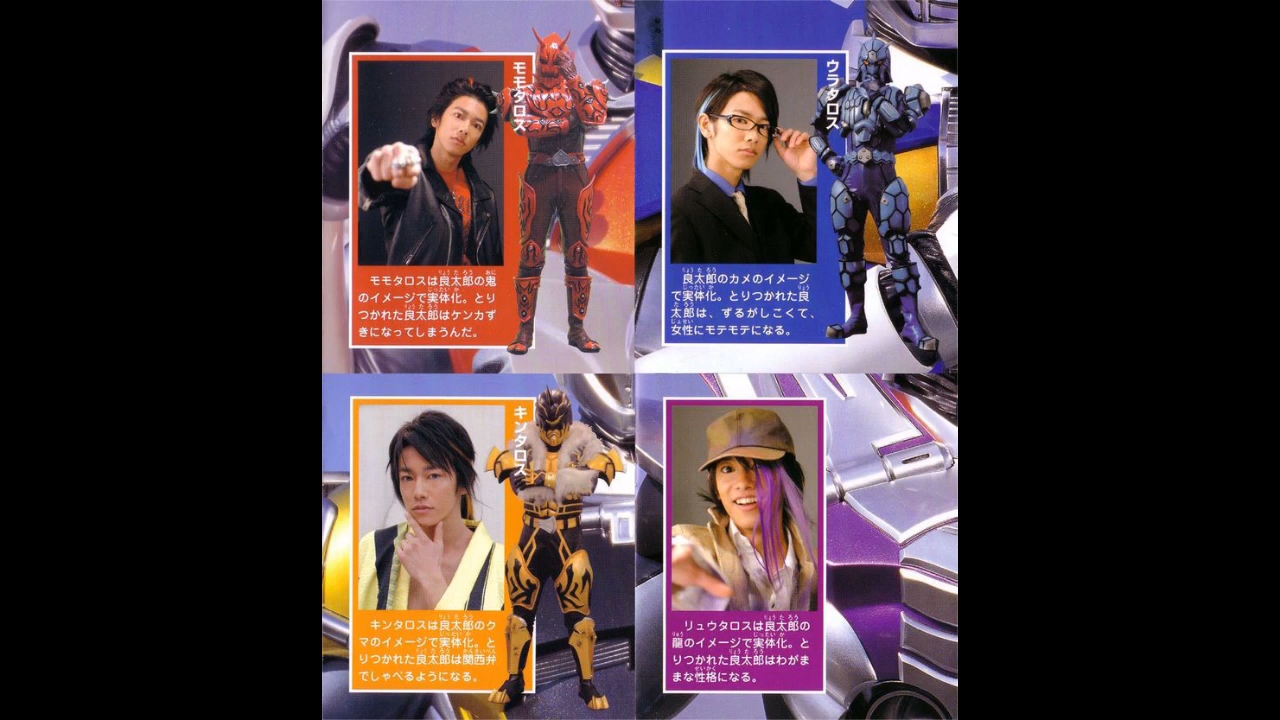 モモタロス
モモタロスは良太郎の鬼
のイメージで実体化。とり
つかれた良太郎はケンカず
きになってしまうんだ。
ウラタロス
良太郎のカメのイメージ
で実体化。とりつかれた良
太郎は、ずるがしこくて、
女性にモテモテになる。
キンタロス
キンタロスは良太郎のク
マのイメージで実体化。と
りつかれた良太郎は関西弁
でしゃべるようになる。
リュウタロスは良太郎の
龍のイメージで実体化。と
りつかれた良太郎はわがま
まな性格になる。